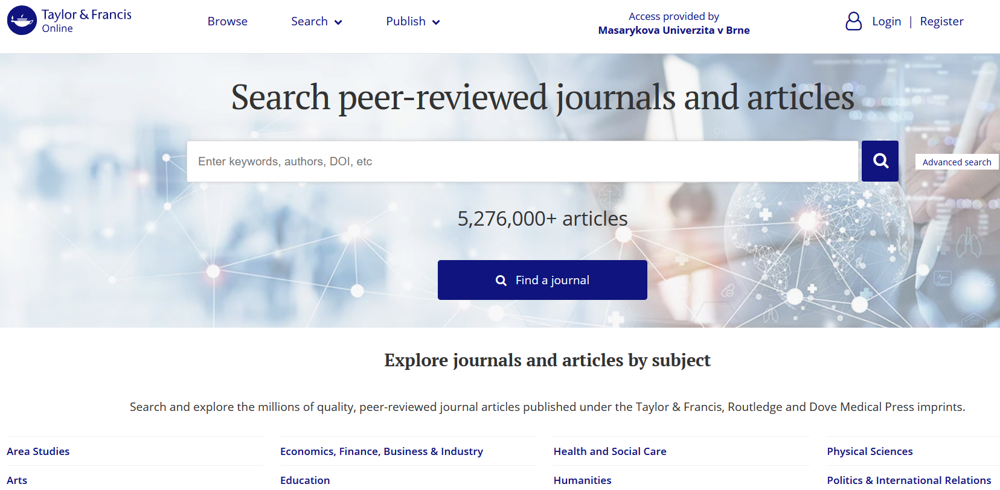 Taylor & Francis
Online
Browse
Search
Publish
Access provided by
Masarykova Univerzita v Brne
Login | Register
Search peer-reviewed journals and articles
Enter keywords, authors, DOI, etc
Advanced search
5,276,000+ articles
Find a journal
Explore journals and articles by subject
Search and explore the millions of quality, peer-reviewed journal articles published under the Taylor & Francis, Routledge and Dove Medical Press imprints.
Area Studies
Economics, Finance, Business & Industry
Health and Social Care
Physical Sciences
Arts
Education
Humanities
Politics & International Relations